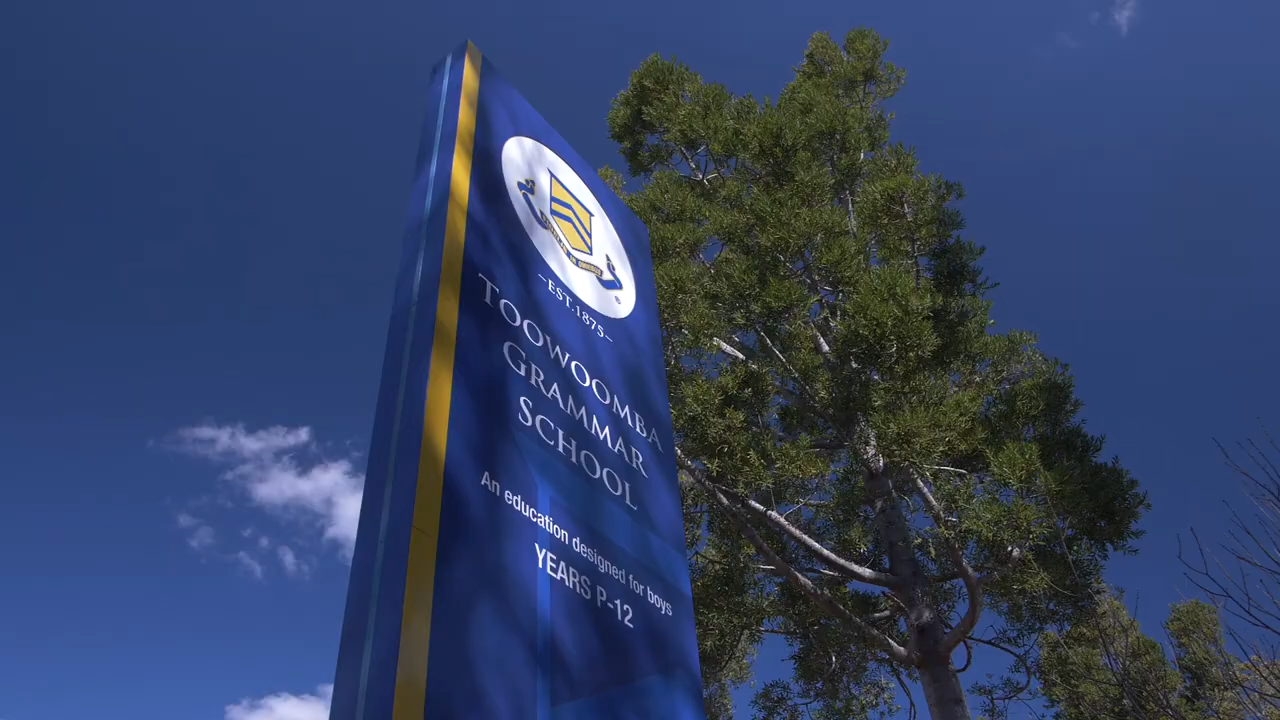 –EST.1875–
TOOWOOMBA
GRAMMAR
SCHOOL
An education designed for boys
YEARS P-12